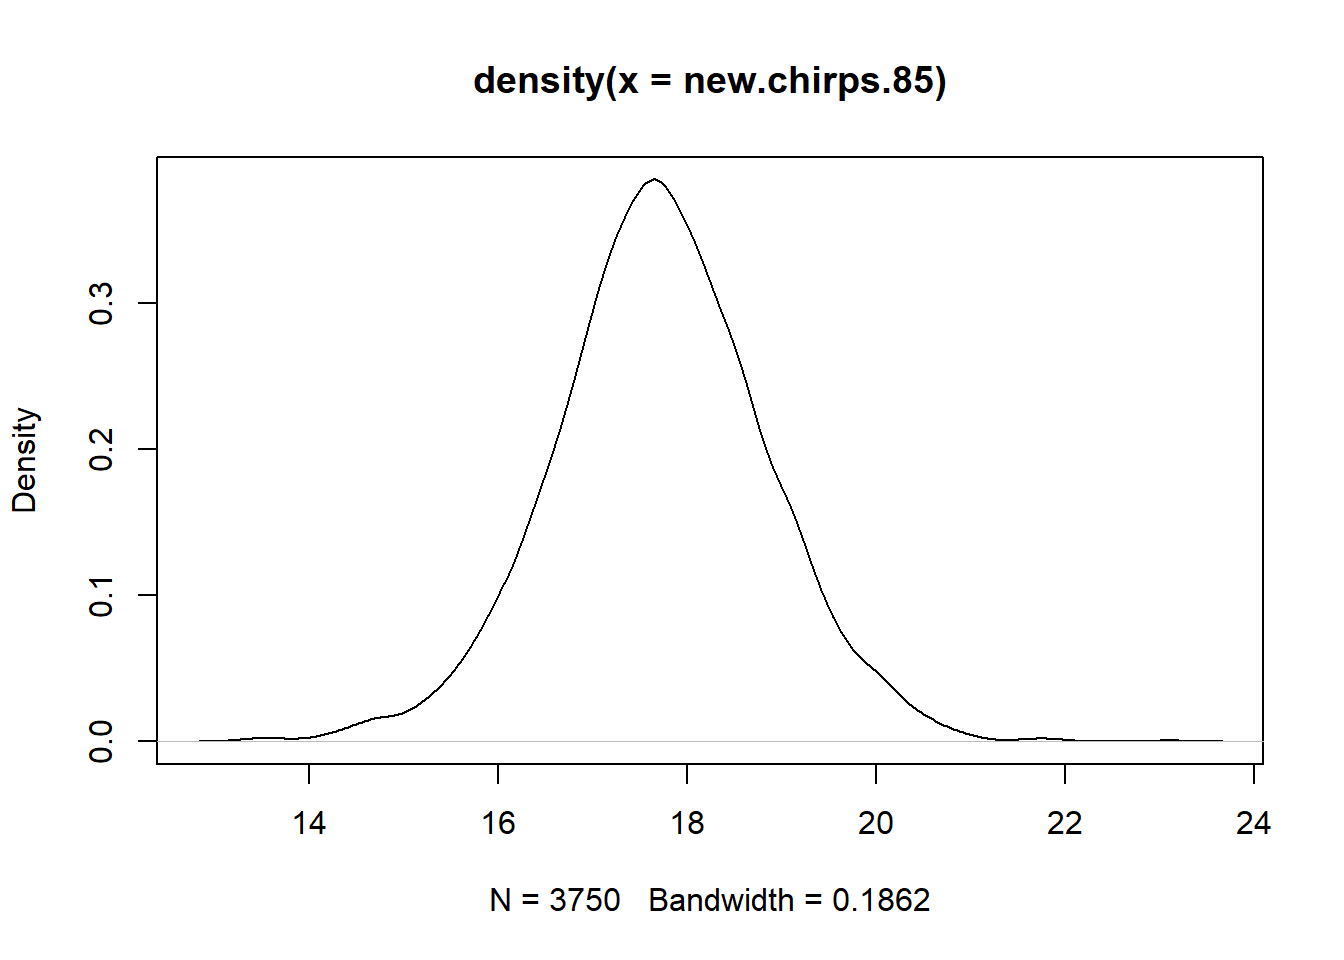 density(x = new.chirps.85)
Density
0.3
0.2
0.1
0.0
14 16 18 20 22 24
N = 3750 Bandwidth = 0.1862